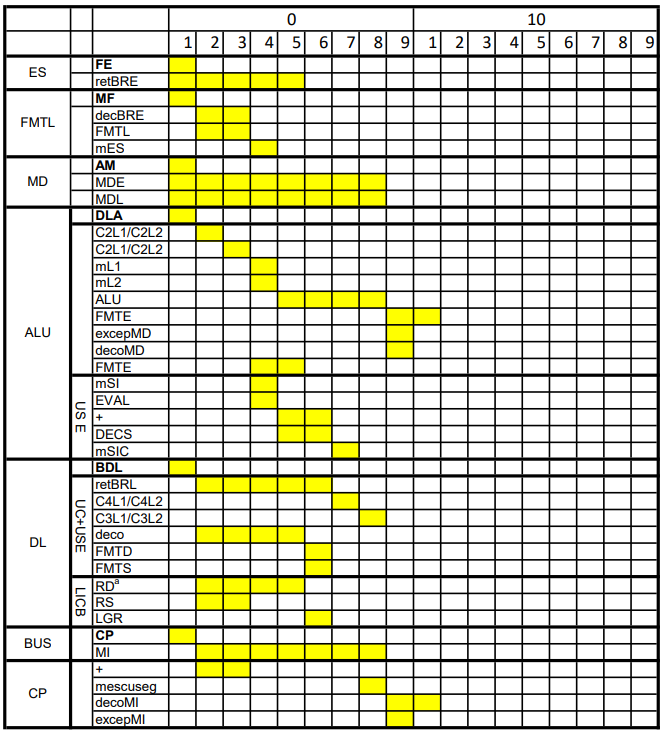 0 10
1 2 3 4 5 6 7 8 9 1 2 3 4 5 6 7 8 9
ES FE
retBRE
FMTL MF
decBRE
FMTL
mES
MD AM
MDE
MDL
ALU DLA
C2L1/C2L2
C2L1/C2L2
mL1
mL2
ALU
FMTE
excepMD
decoMD
FMTE
US E mSI
EVAL
+
DECS
mSIC
DL BDL
UC+USE retBRL
C4L1/C4L2
C3L1/C3L2
deco
FMTD
FMTS
LICB RDª
RS
LGR
BUS CP
MI
CP +
mescuseg
decoMI
excepMI